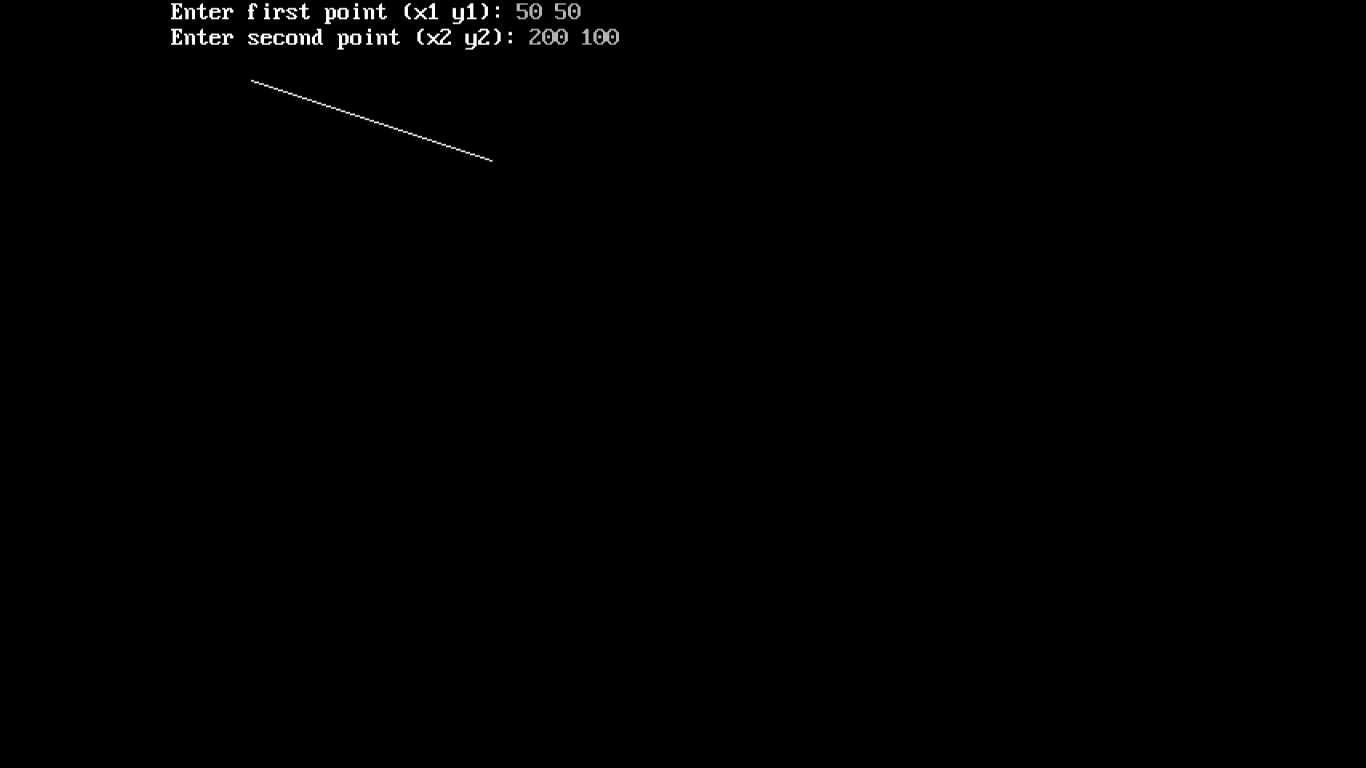 Enter first point (x1 y1): 50 50
Enter second point (x2 y2): 200 100